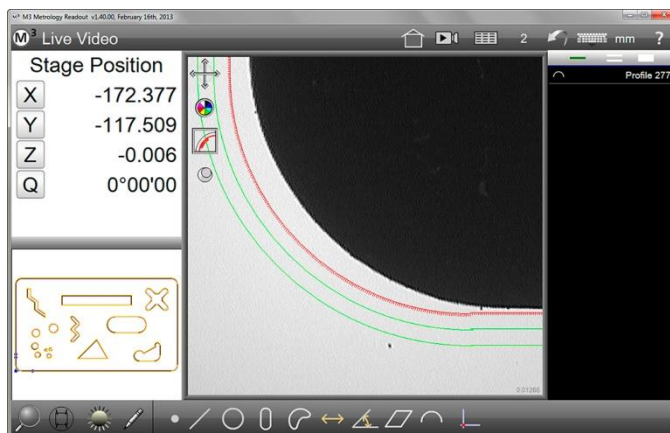 M³ Metrology Readout v1.40.00, February 16th, 2013
M³ Live Video
2
mm
?
Stage Position
X -172.377
Y -117.509
Z -0.006
Q 0°00'00
Profile 277
0.01266